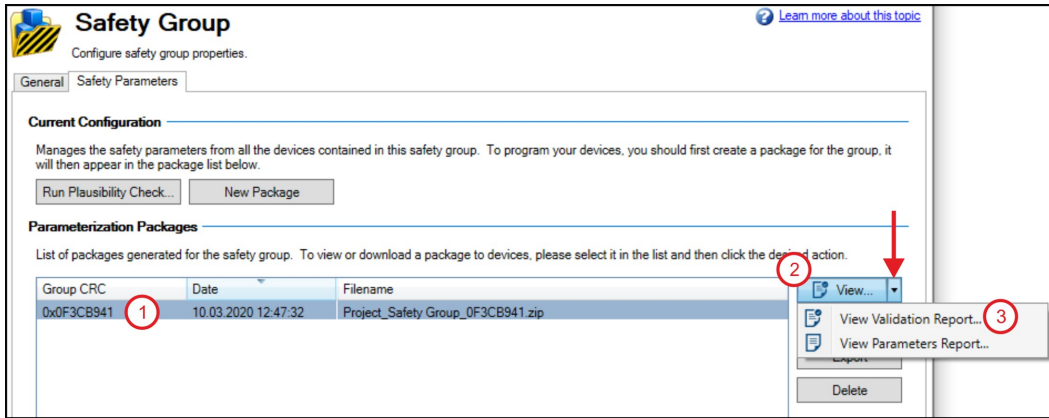 Safety Group
Learn more about this topic
Configure safety group properties.
General Safety Parameters
Current Configuration
Manages the safety parameters from all the devices contained in this safety group. To program your devices, you should first create a package for the group, it
will then appear in the package list below.
Run Plausibility Check... New Package
Parameterization Packages
List of packages generated for the safety group. To view or download a package to devices, please select it in the list and then click the desired action.
2
Group CRC Date Filename View...
0x0F3CB941 1 10.03.2020 12:47:32 Project_Safety Group_0F3CB941.zip
View Validation Report... 3
View Parameters Report...
Export
Delete